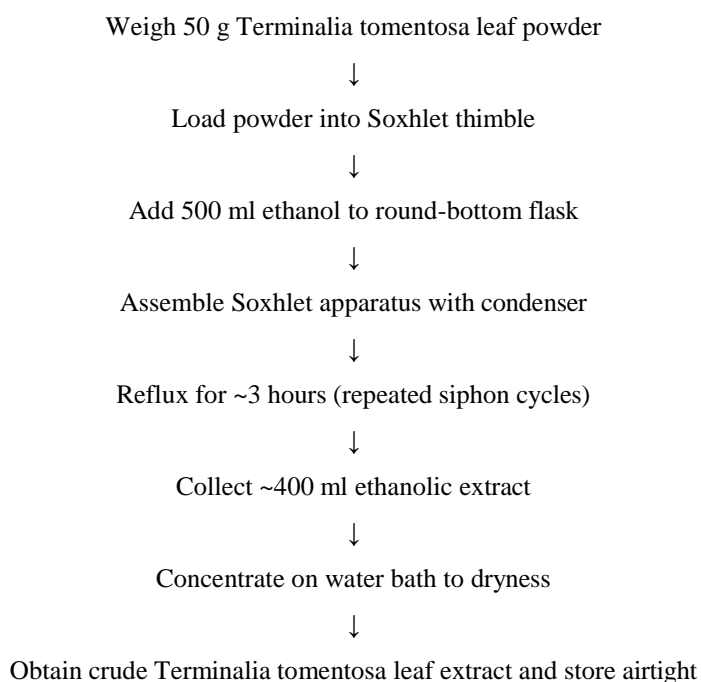 Weigh 50 g Terminalia tomentosa leaf powder
↓
Load powder into Soxhlet thimble
↓
Add 500 ml ethanol to round-bottom flask
↓
Assemble Soxhlet apparatus with condenser
↓
Reflux for ~3 hours (repeated siphon cycles)
↓
Collect ~400 ml ethanolic extract
↓
Concentrate on water bath to dryness
↓
Obtain crude Terminalia tomentosa leaf extract and store airtight